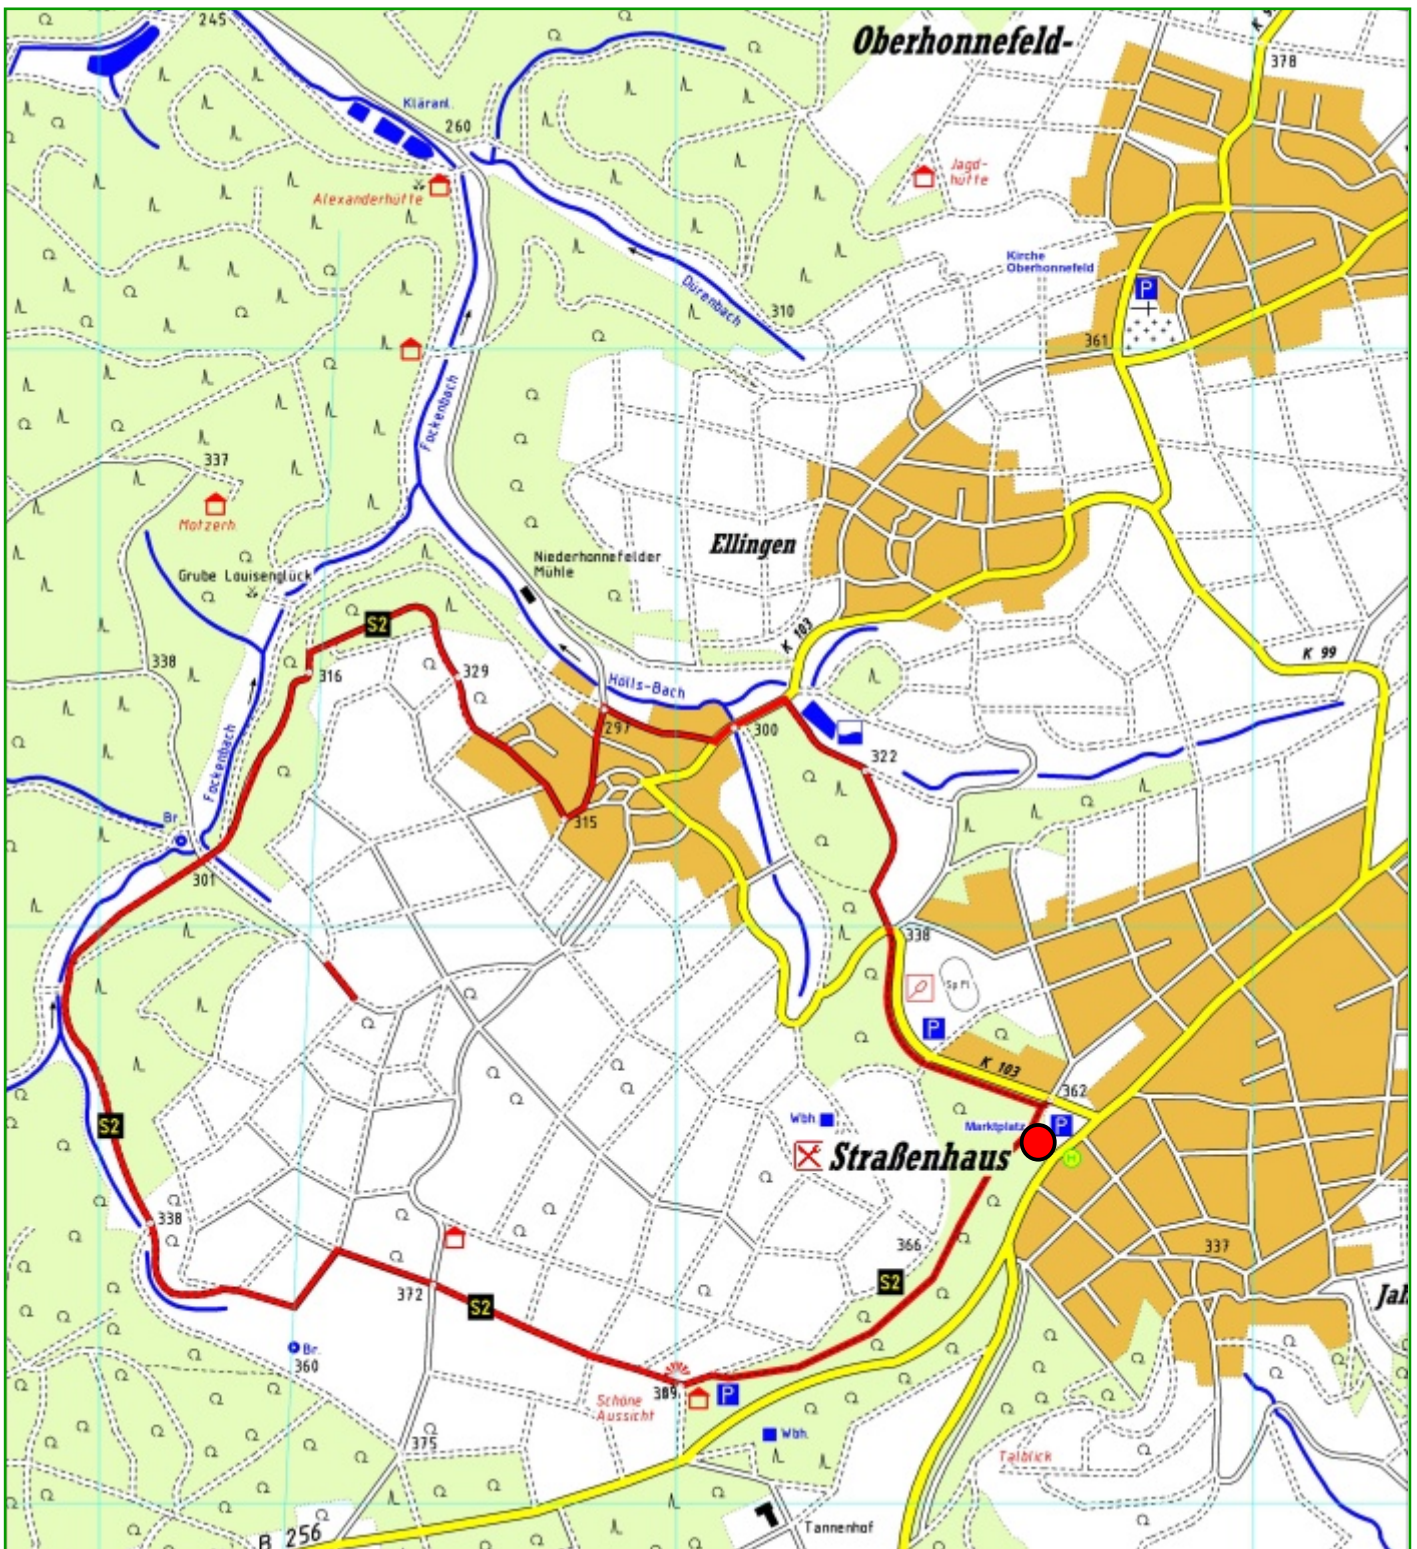 245
Oberhonnefeld-
378
Kläranl.
260
Alexanderhütte
Jagd-
hütte
Kirche
Oberhonnefeld
P
Dürenbach
310
361
Fockenbach
337
Motzerh.
Ellingen
Niederhonnefelder
Mühle
Grube Louisenglück
S2
K 103
K 99
338
316
329
Hölls-Bach
297
300
322
Fockenbach
Br
315
301
338
Sp Pl
P
K 103
362
S2
Wbh
Marktplatz
P
H
Straßenhaus
338
366
337
S2
372
S2
Br.
360
Schöne
Aussicht
P
375
Wbh.
Talblick
B 256
Tannenhof